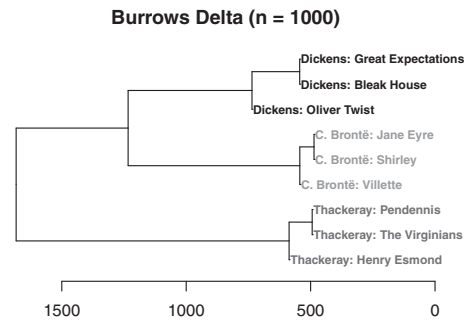 Burrows Delta (n = 1000)
Dickens: Great Expectations
Dickens: Bleak House
Dickens: Oliver Twist
C. Brontë: Jane Eyre
C. Brontë: Shirley
C. Brontë: Villette
Thackeray: Pendennis
Thackeray: The Virginians
Thackeray: Henry Esmond
1500 1000 500 0